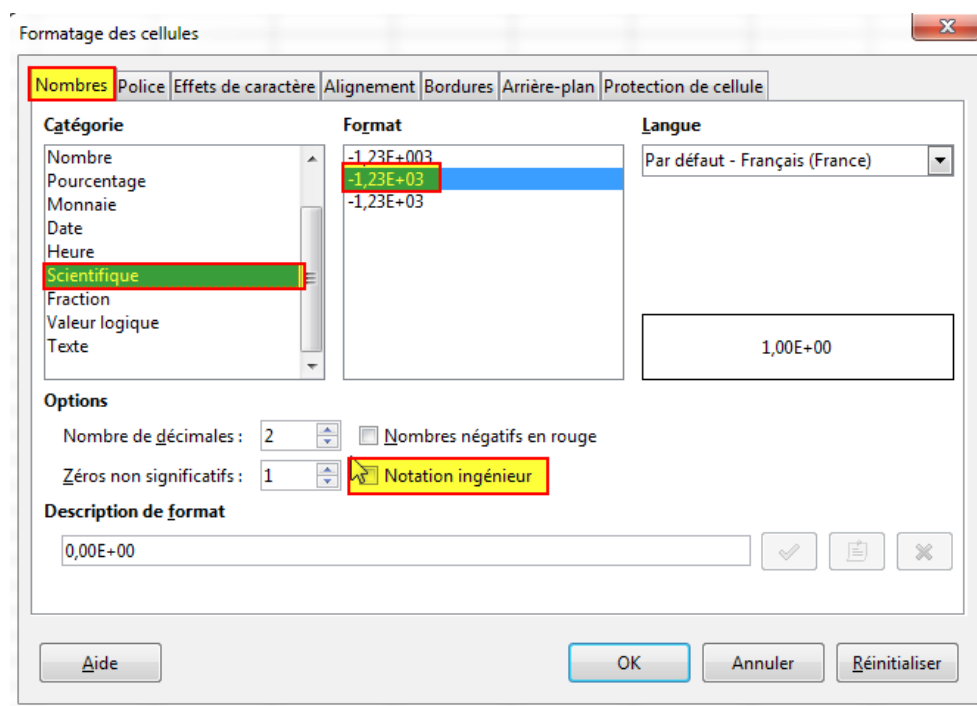 Formatage des cellules
Nombres Police Effets de caractère Alignement Bordures Arrière-plan Protection de cellule
Catégorie
Nombre
Pourcentage
Monnaie
Date
Heure
Scientifique
Fraction
Valeur logique
Texte
Format
-1,23E+003
-1,23E+03
-1,23E+03
Langue
Par défaut - Français (France)
1,00E+00
Options
Nombre de décimales : 2 Nombres négatifs en rouge
Zéros non significatifs : 1 Notation ingénieur
Description de format
0,00E+00
Aide OK Annuler Réinitialiser